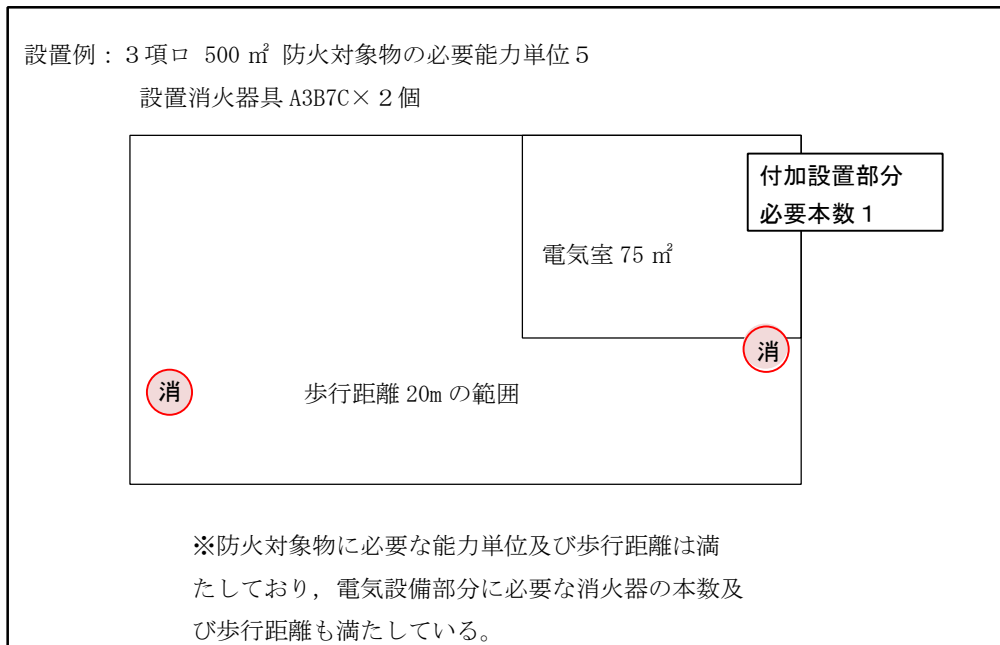 設置例：３項ロ 500 ㎡ 防火対象物の必要能力単位５
設置消火器具 A3B7C×２個
付加設置部分
必要本数１
電気室 75 ㎡
消
消
歩行距離 20m の範囲
※防火対象物に必要な能力単位及び歩行距離は満
たしており，電気設備部分に必要な消火器の本数及
び歩行距離も満たしている。